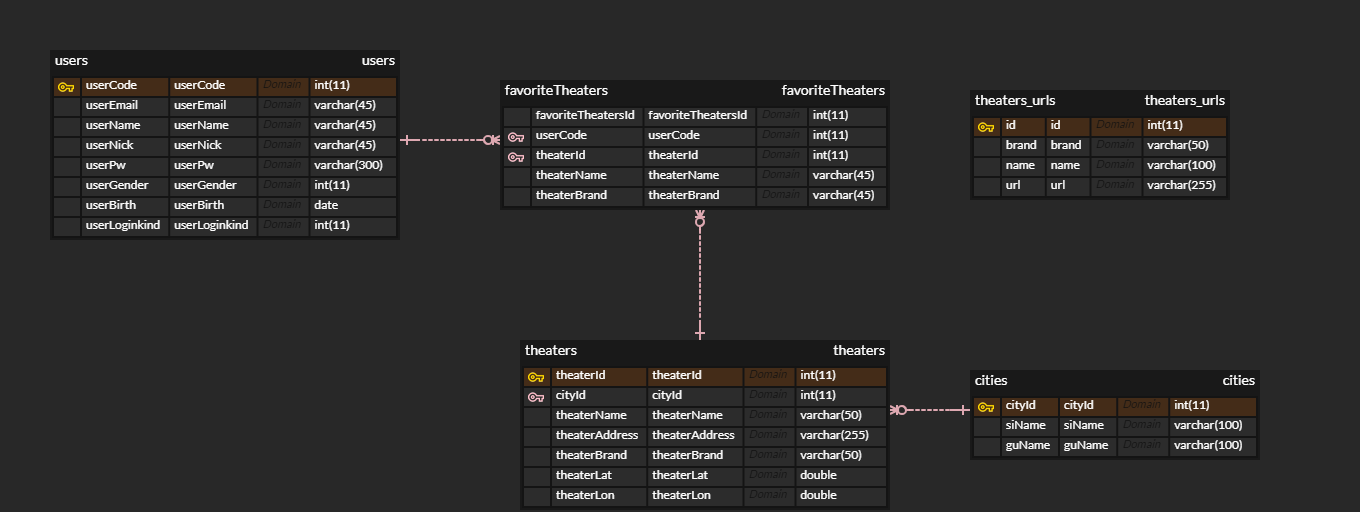 users users
userCode userCode Domain int(11)
userEmail userEmail Domain varchar(45)
userName userName Domain varchar(45)
userNick userNick Domain varchar(45)
userPw userPw Domain varchar(300)
userGender userGender Domain int(11)
userBirth userBirth Domain date
userLoginkind userLoginkind Domain int(11)
favoriteTheaters favoriteTheaters
favoriteTheatersId favoriteTheatersId Domain int(11)
userCode userCode Domain int(11)
theaterId theaterId Domain int(11)
theaterName theaterName Domain varchar(45)
theaterBrand theaterBrand Domain varchar(45)
theaters_urls theaters_urls
id id Domain int(11)
brand brand Domain varchar(50)
name name Domain varchar(100)
url url Domain varchar(255)
theaters theaters
theaterId theaterId Domain int(11)
cityId cityId Domain int(11)
theaterName theaterName Domain varchar(50)
theaterAddress theaterAddress Domain varchar(255)
theaterBrand theaterBrand Domain varchar(50)
theaterLat theaterLat Domain double
theaterLon theaterLon Domain double
cities cities
cityId cityId Domain int(11)
siName siName Domain varchar(100)
guName guName Domain varchar(100)